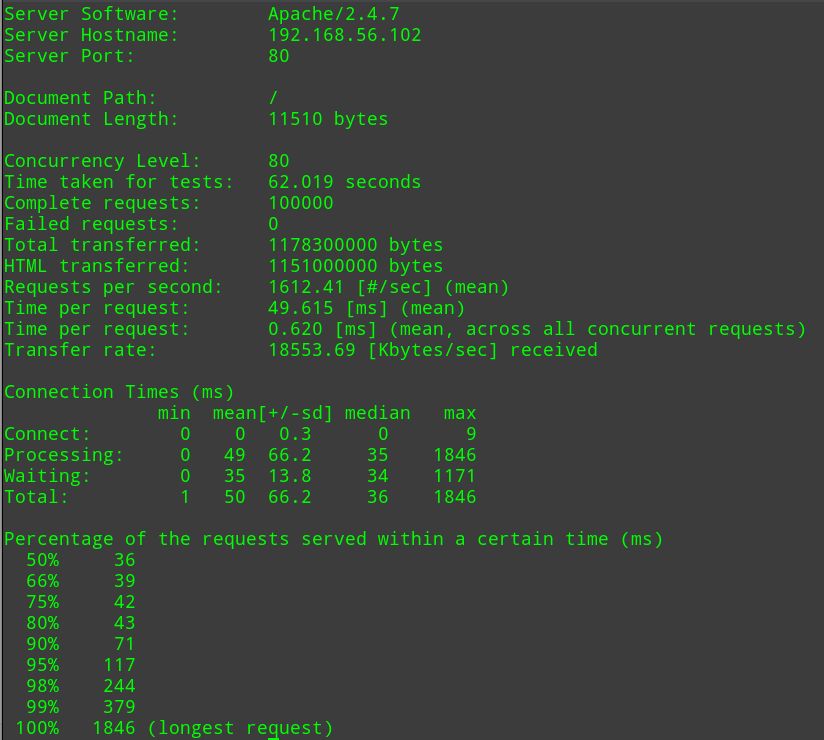 Server Software:        Apache/2.4.7
Server Hostname:        192.168.56.102
Server Port:            80

Document Path:          /
Document Length:        11510 bytes

Concurrency Level:      80
Time taken for tests:   62.019 seconds
Complete requests:      100000
Failed requests:        0
Total transferred:      1178300000 bytes
HTML transferred:       1151000000 bytes
Requests per second:    1612.41 [#/sec] (mean)
Time per request:       49.615 [ms] (mean)
Time per request:       0.620 [ms] (mean, across all concurrent requests)
Transfer rate:          18553.69 [Kbytes/sec] received

Connection Times (ms)
              min  mean[+/-sd] median   max
Connect:        0    0   0.3      0       9
Processing:     0   49  66.2     35    1846
Waiting:        0   35  13.8     34    1171
Total:          1   50  66.2     36    1846

Percentage of the requests served within a certain time (ms)
  50%     36
  66%     39
  75%     42
  80%     43
  90%     71
  95%    117
  98%    244
  99%    379
 100%   1846 (longest request)